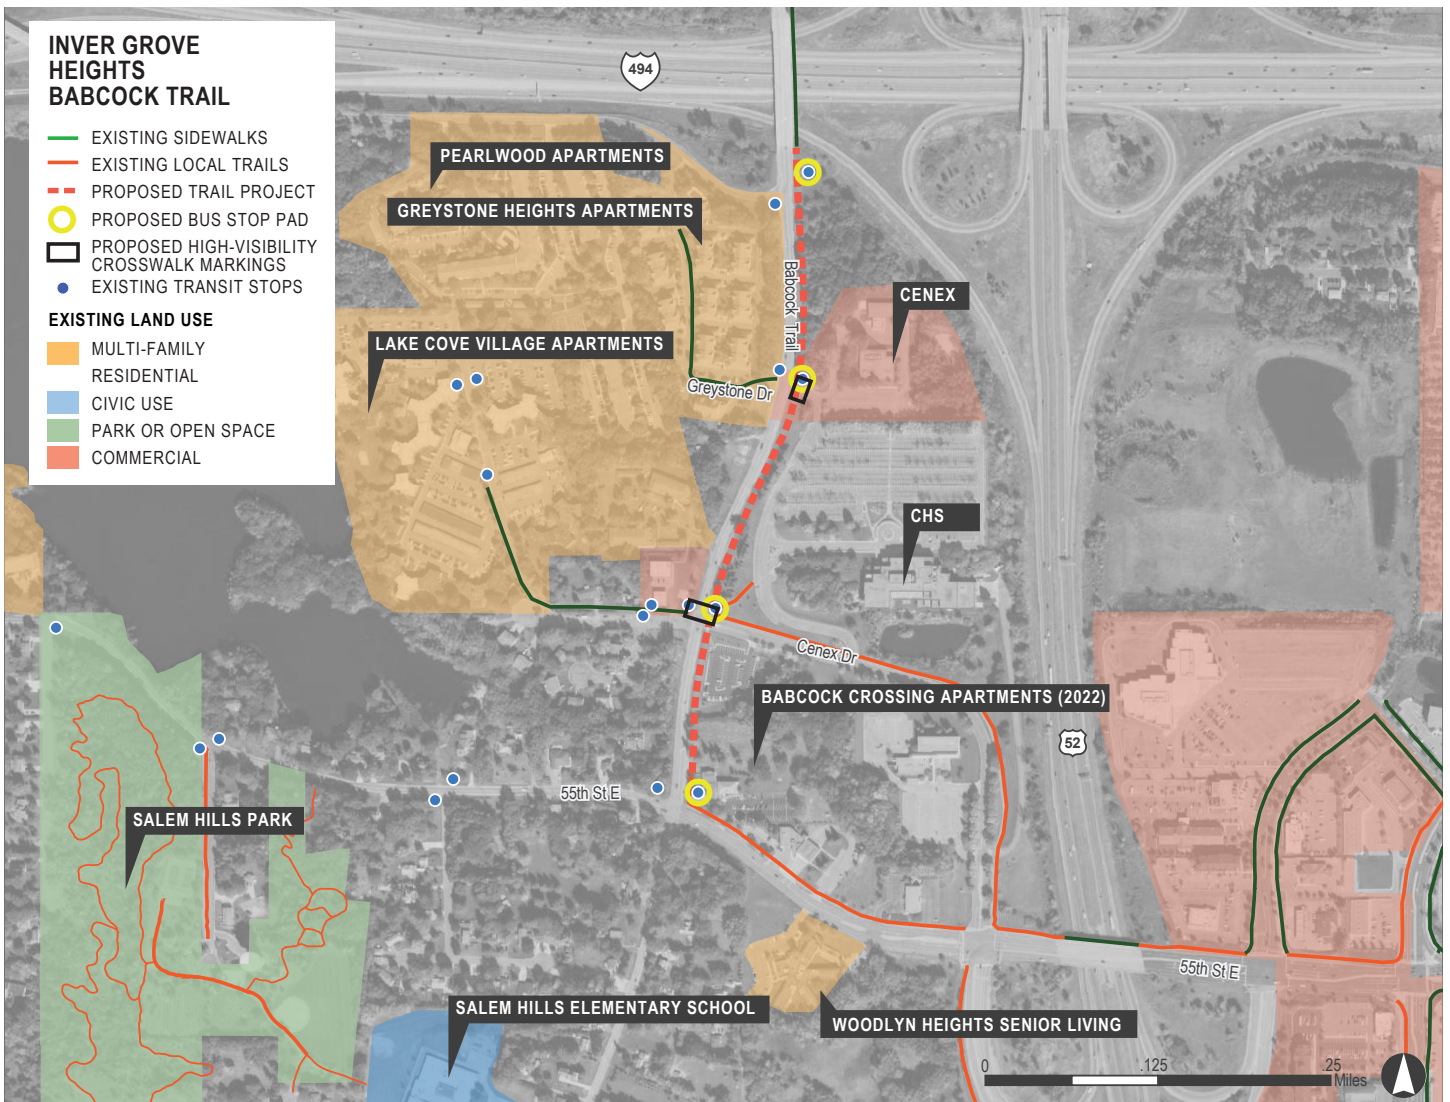 INVER GROVE
HEIGHTS
BABCOCK TRAIL
EXISTING SIDEWALKS
EXISTING LOCAL TRAILS
PROPOSED TRAIL PROJECT
PROPOSED BUS STOP PAD
PROPOSED HIGH-VISIBILITY
CROSSWALK MARKINGS
EXISTING TRANSIT STOPS
EXISTING LAND USE
MULTI-FAMILY
RESIDENTIAL
CIVIC USE
PARK OR OPEN SPACE
COMMERCIAL
494
PEARLWOOD APARTMENTS
GREYSTONE HEIGHTS APARTMENTS
Babcock Trail
CENEX
LAKE COVE VILLAGE APARTMENTS
Greystone Dr
CHS
Cenex Dr
BABCOCK CROSSING APARTMENTS (2022)
52
55th St E
SALEM HILLS PARK
55th St E
SALEM HILLS ELEMENTARY SCHOOL
WOODLYN HEIGHTS SENIOR LIVING
0 .125 .25
Miles